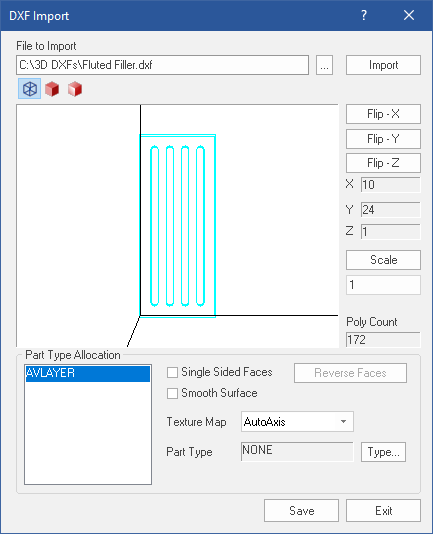 DXF Import
?
File to Import
C:\3D DXFs\Fluted Filler.dxf
...
Import
Flip - X
Flip - Y
Flip - Z
X 10
Y 24
Z 1
Scale
1
Poly Count
172
Part Type Allocation
AVLAYER
Single Sided Faces
Reverse Faces
Smooth Surface
Texture Map AutoAxis
Part Type NONE Type...
Save Exit